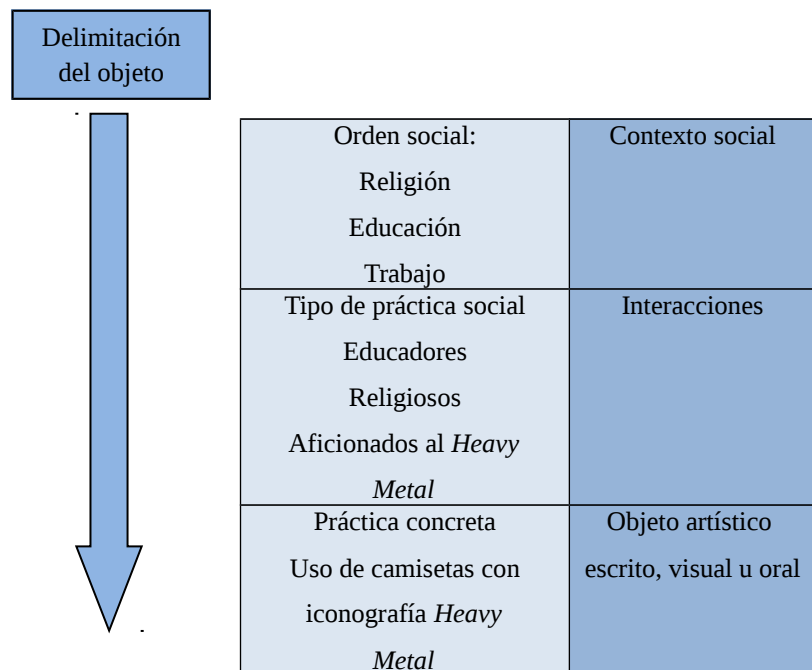 Delimitación
del objeto
Orden social:
Religión
Educación
Trabajo
Contexto social
Tipo de práctica social
Educadores
Religiosos
Aficionados al Heavy
Metal
Interacciones
Práctica concreta
Uso de camisetas con
iconografía Heavy
Metal
Objeto artístico
escrito, visual u oral